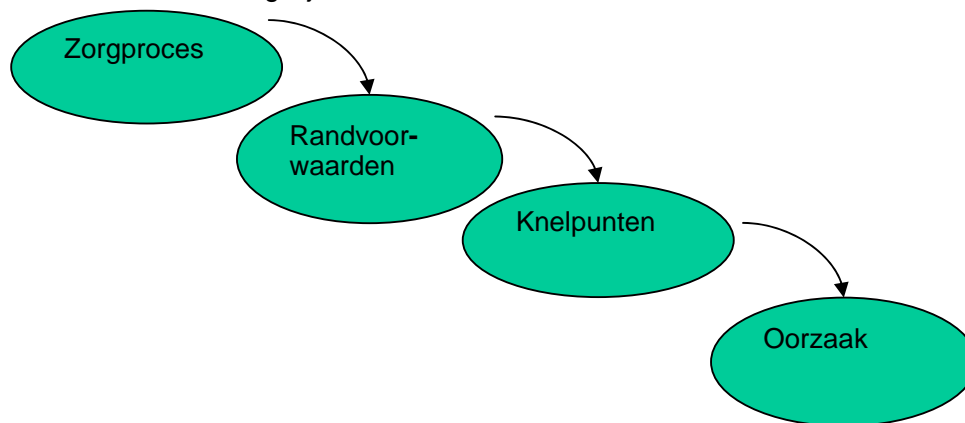 Zorgproces
Randvoor-
waarden
Knelpunten
Oorzaak